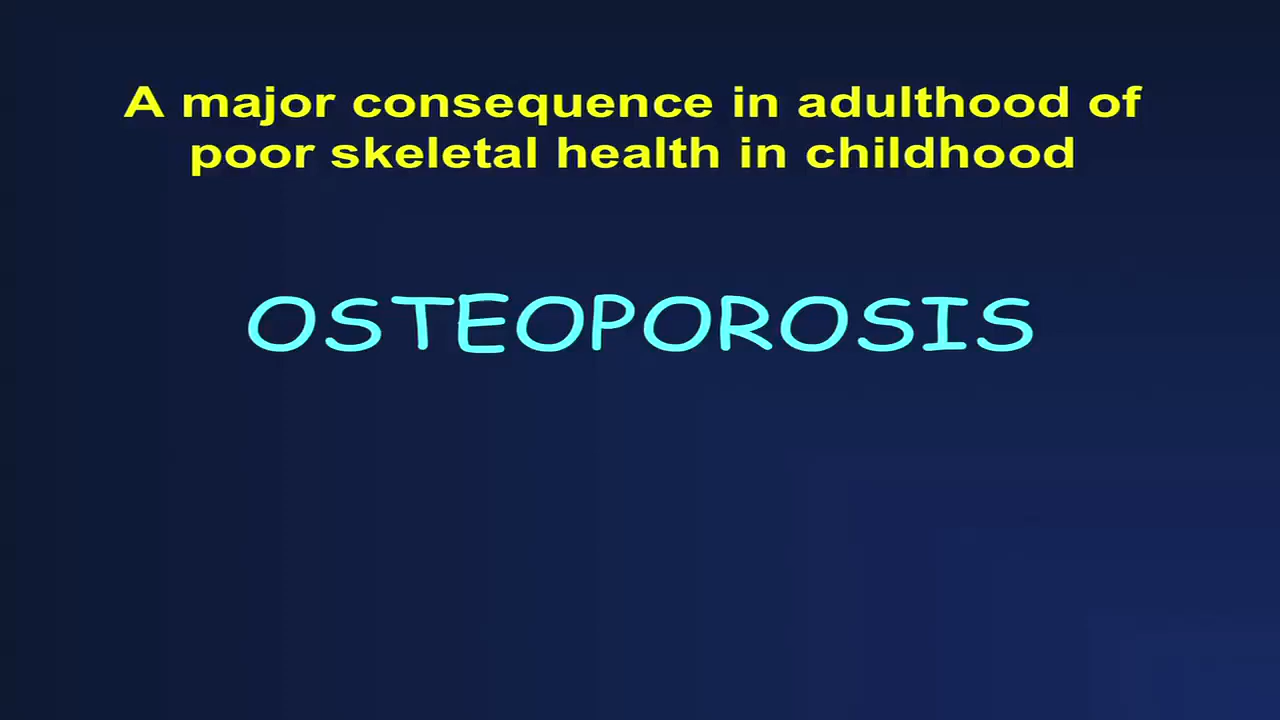 A major consequence in adulthood of
poor skeletal health in childhood
OSTEOPOROSIS